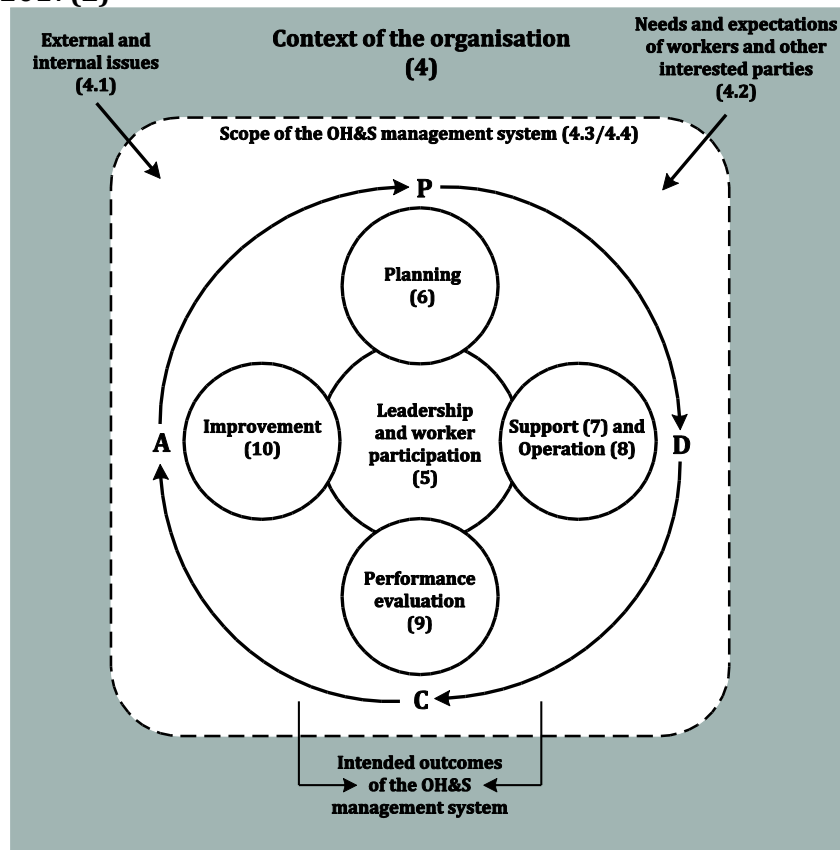 Context of the organisation
(4)
External and
internal issues
(4.1)
Needs and expectations
of workers and other
interested parties
(4.2)
Scope of the OH&S management system (4.3/4.4)
P
Planning
(6)
Improvement
(10)
A
Leadership
and worker
participation
(5)
Support (7) and
Operation (8)
D
Performance
evaluation
(9)
C
Intended outcomes
of the OH&S
management system